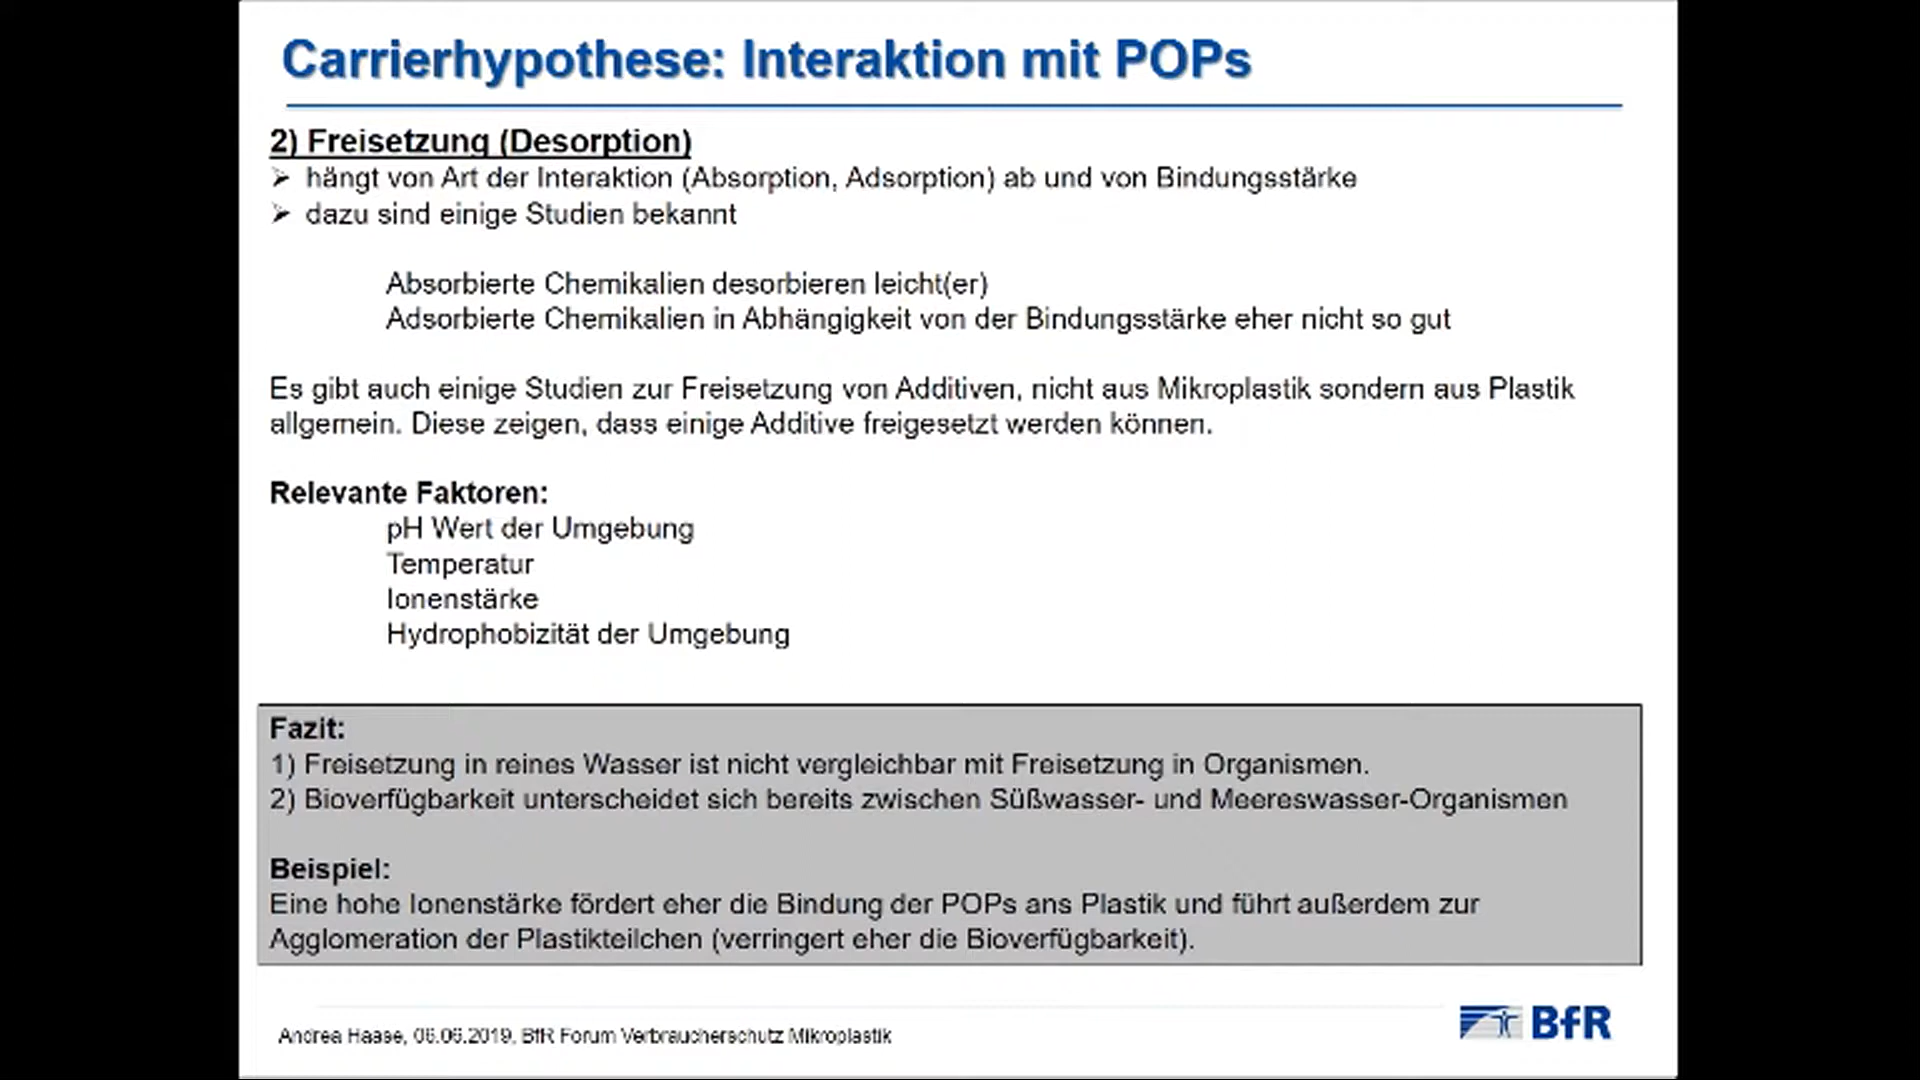 Carrierhypothese: Interaktion mit POPs
2) Freisetzung (Desorption)
➢ hängt von Art der Interaktion (Absorption, Adsorption) ab und von Bindungsstärke
➢ dazu sind einige Studien bekannt
Absorbierte Chemikalien desorbieren leicht(er)
Adsorbierte Chemikalien in Abhängigkeit von der Bindungsstärke eher nicht so gut
Es gibt auch einige Studien zur Freisetzung von Additiven, nicht aus Mikroplastik sondern aus Plastik
allgemein. Diese zeigen, dass einige Additive freigesetzt werden können.
Relevante Faktoren:
pH Wert der Umgebung
Temperatur
Ionenstärke
Hydrophobizität der Umgebung
Fazit:
1) Freisetzung in reines Wasser ist nicht vergleichbar mit Freisetzung in Organismen.
2) Bioverfügbarkeit unterscheidet sich bereits zwischen Süßwasser- und Meereswasser-Organismen
Beispiel:
Eine hohe Ionenstärke fördert eher die Bindung der POPs ans Plastik und führt außerdem zur
Agglomeration der Plastikteilchen (verringert eher die Bioverfügbarkeit).
Andrea Haase, 06.06.2019, BfR Forum Verbraucherschutz Mikroplastik
BfR